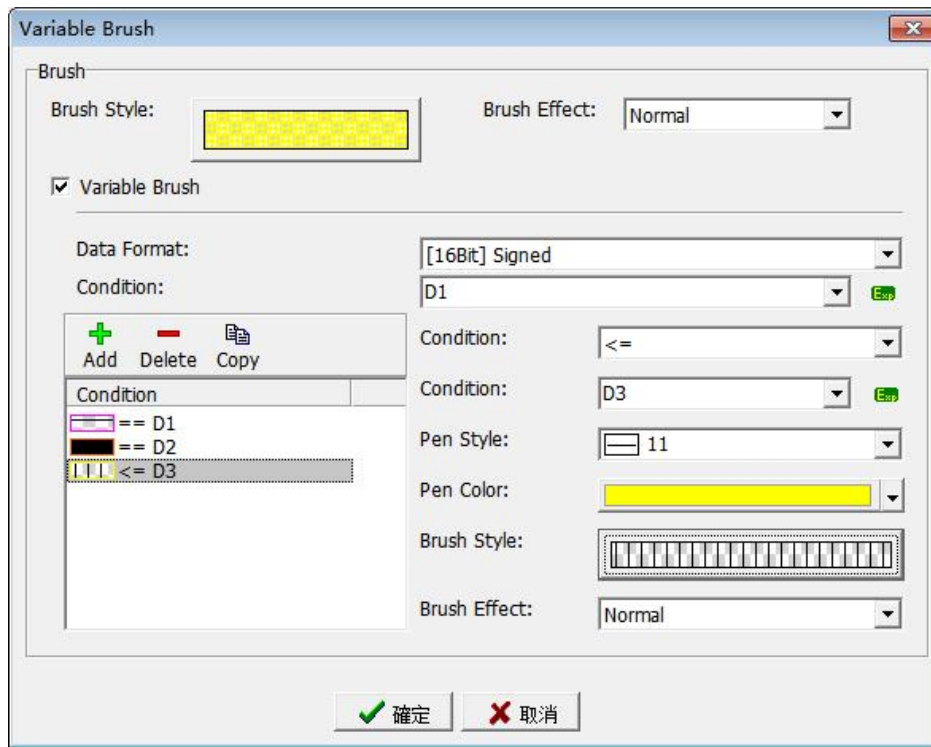 Variable Brush
Brush
Brush Style:
Brush Effect: Normal
Variable Brush
Data Format: [16Bit] Signed
Condition: D1 Exp
Add Delete Copy
Condition: <=
Condition
Condition: D3 Exp
== D1
== D2
<= D3
Pen Style: 11
Pen Color:
Brush Style:
Brush Effect: Normal
確定 取消